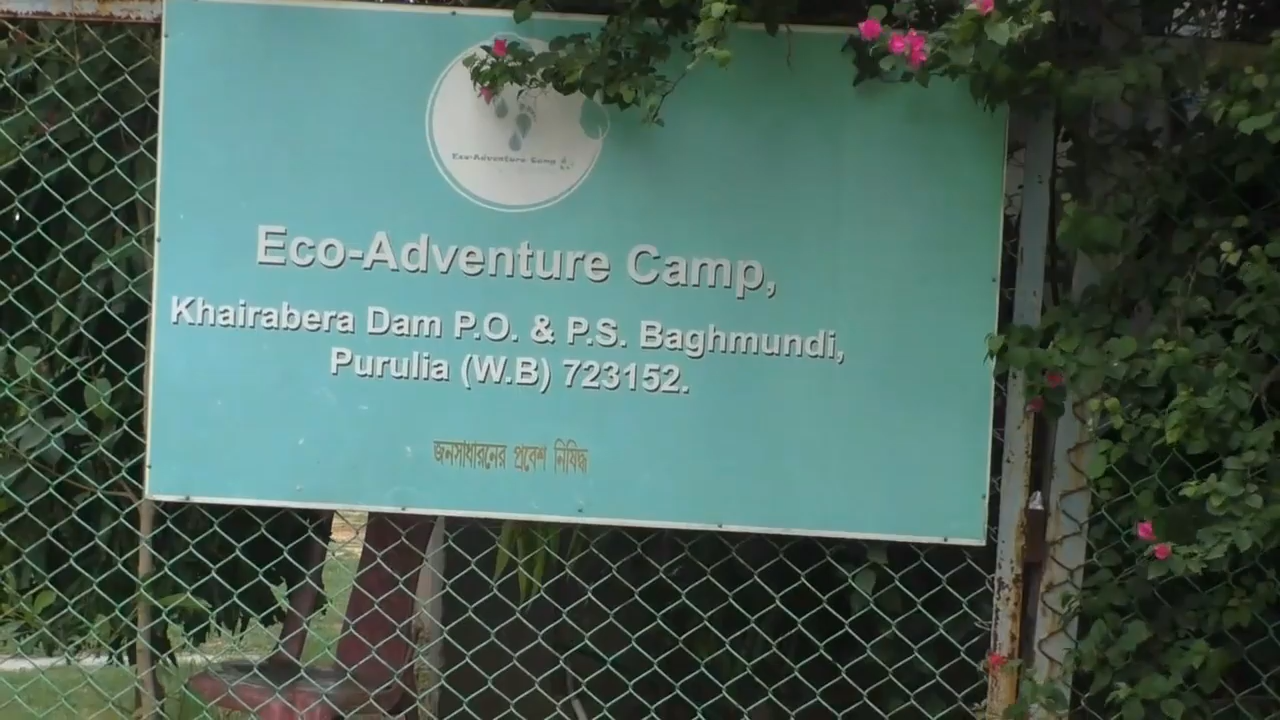 Eco-Adventure Camp
Eco-Adventure Camp,
Khairabera Dam P.O. & P.S. Baghmundi,
Purulia (W.B) 723152.
জনসাধারনের প্রবেশ নিষিদ্ধ